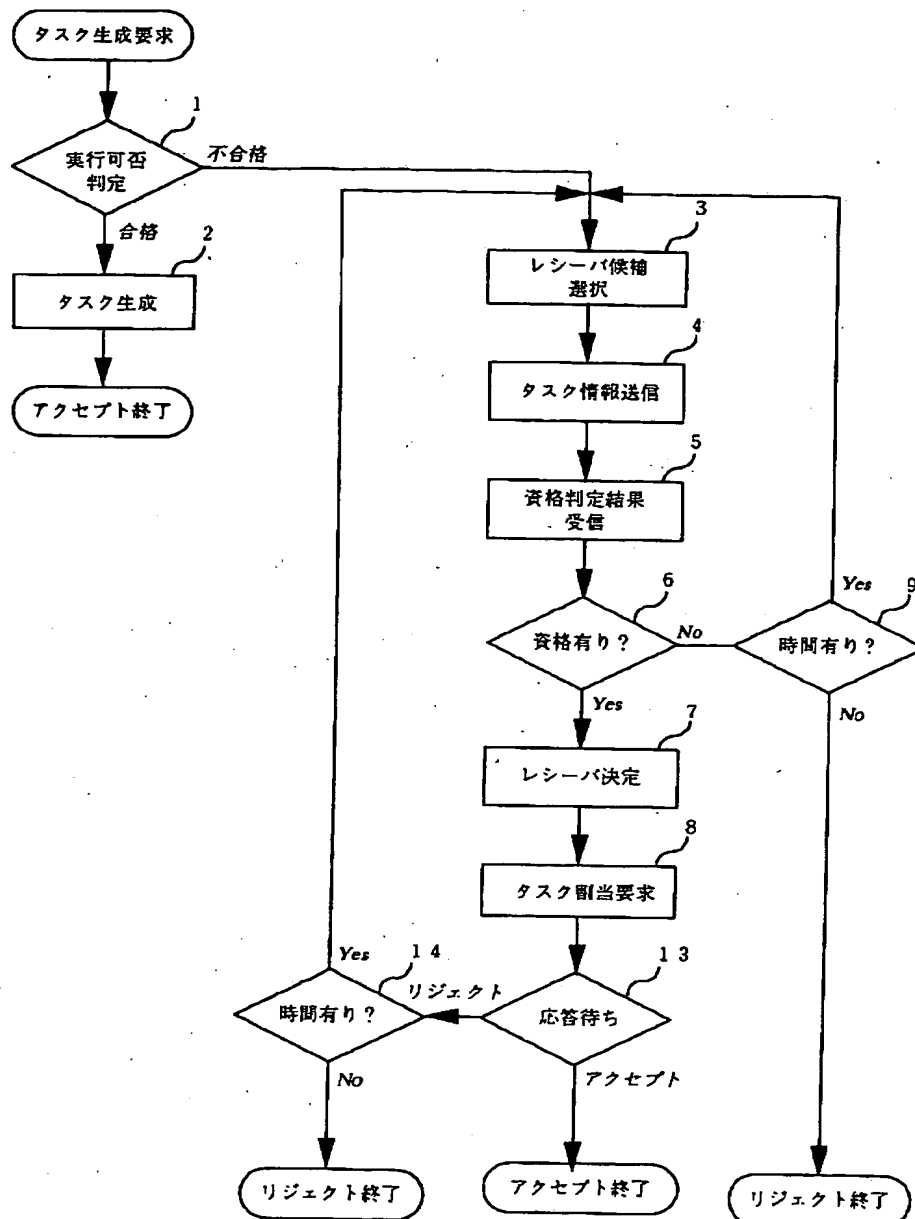 タスク生成要求
1
実行可否
判定
不合格
合格
2
タスク生成
アクセプト終了
3
レシーバ候補
選択
4
タスク情報送信
5
資格判定結果
受信
6
資格有り?
No
Yes
9
時間有り?
Yes
No
7
レシーバ決定
8
タスク割当要求
13
応答待ち
リジェクト
アクセプト
14
時間有り?
Yes
No
リジェクト終了
アクセプト終了
リジェクト終了